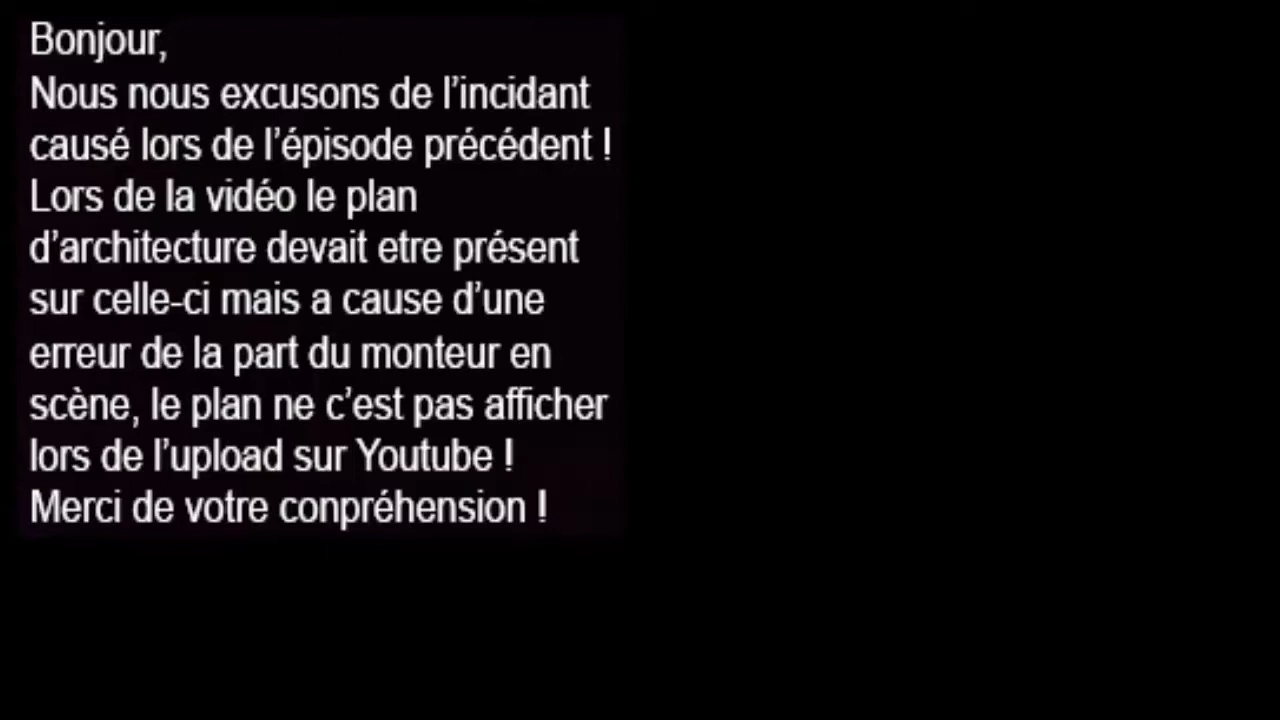 Bonjour,
Nous nous excusons de l’incidant
causé lors de l’épisode précédent !
Lors de la vidéo le plan
d’architecture devait etre présent
sur celle-ci mais a cause d’une
erreur de la part du monteur en
scène, le plan ne c’est pas afficher
lors de l’upload sur Youtube !
Merci de votre conpréhension !